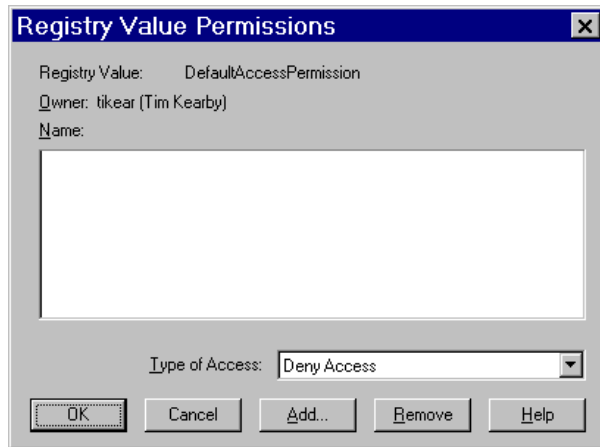 Registry Value Permissions
Registry Value: DefaultAccessPermission
Owner: tikear (Tim Kearby)
Name:
Type of Access: Deny Access
OK Cancel Add... Remove Help